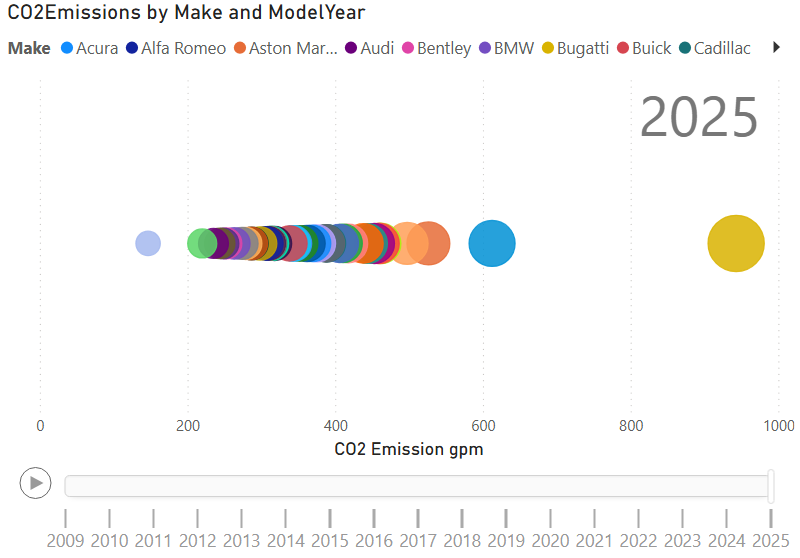 CO2Emissions by Make and ModelYear
Make Acura Alfa Romeo Aston Mar... Audi Bentley BMW Bugatti Buick Cadillac
2025
0 200 400 600 800 1000
CO2 Emission gpm
2009 2010 2011 2012 2013 2014 2015 2016 2017 2018 2019 2020 2021 2022 2023 2024 2025